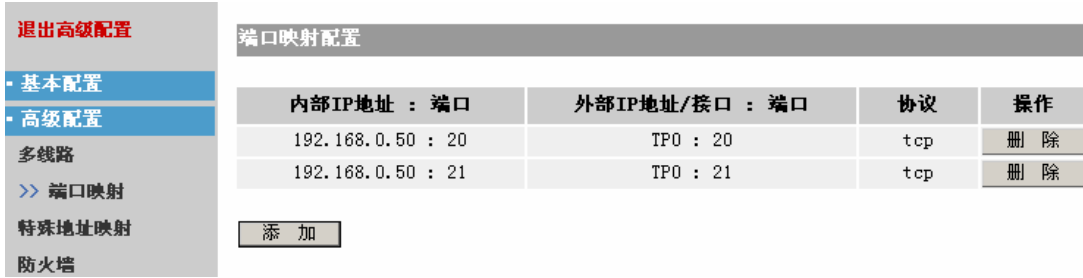 退出高级配置
▪ 基本配置
▪ 高级配置
多线路
>> 端口映射
特殊地址映射
防火墙
端口映射配置
内部IP地址 : 端口 外部IP地址/接口 : 端口 协议 操作
192.168.0.50 : 20 TP0 : 20 tcp 删 除
192.168.0.50 : 21 TP0 : 21 tcp 删 除
添 加